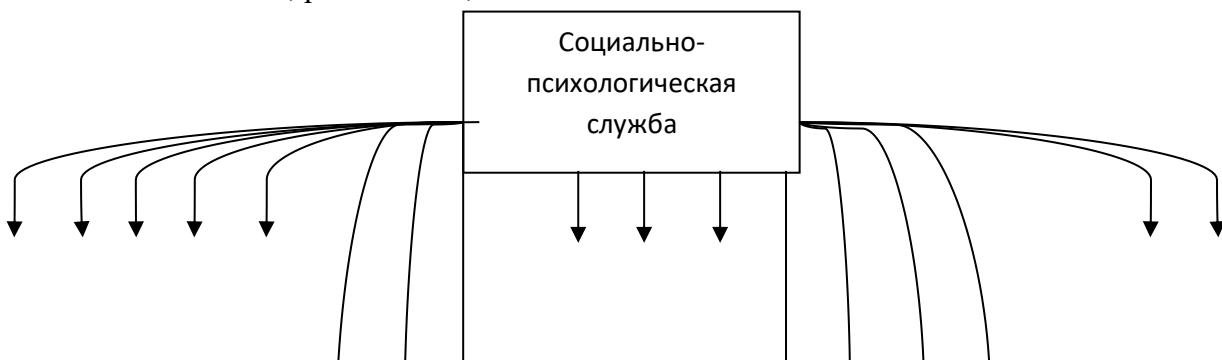 Социально-
психологическая
служба